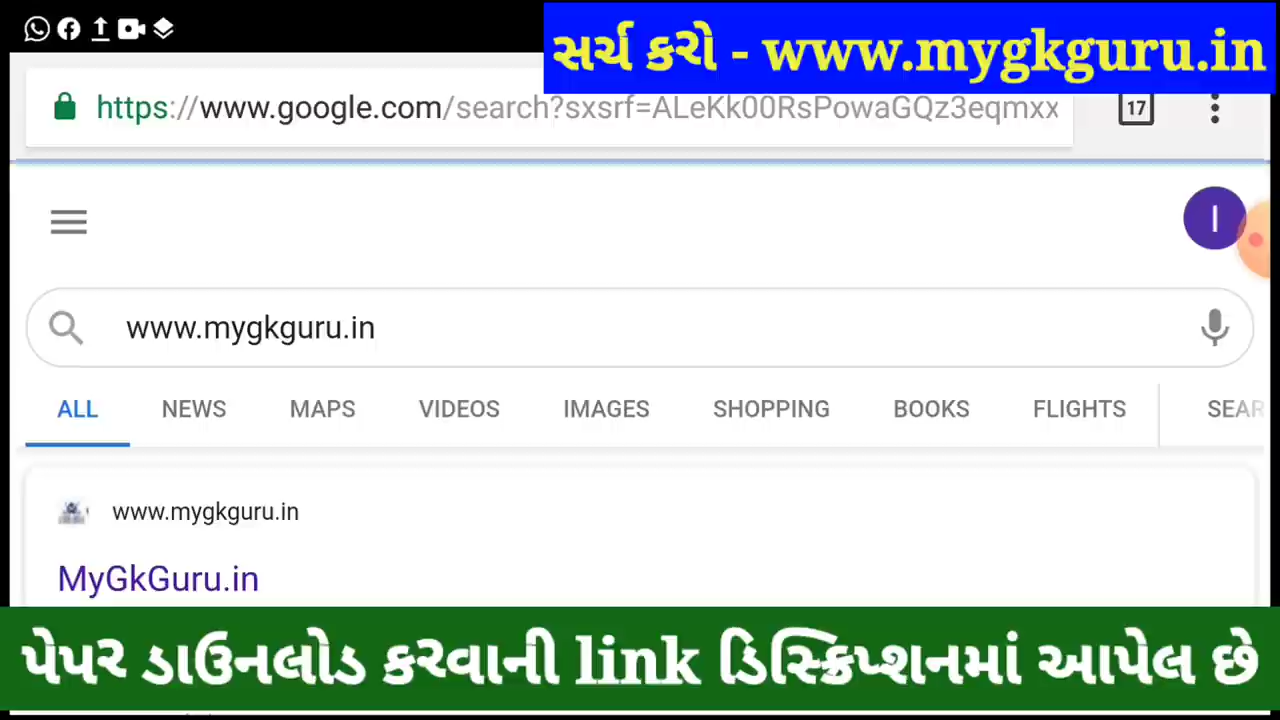 સર્ચ કરો - www.mygkguru.in
https://www.google.com/search?sxsrf=ALeKk00RsPowaGQz3eqmxx
17
I
www.mygkguru.in
ALL NEWS MAPS VIDEOS IMAGES SHOPPING BOOKS FLIGHTS SEAR
www.mygkguru.in
MyGkGuru.in
પેપર ડાઉનલોડ કરવાની link ડિસ્ક્રિપ્શનમાં આપેલ છે